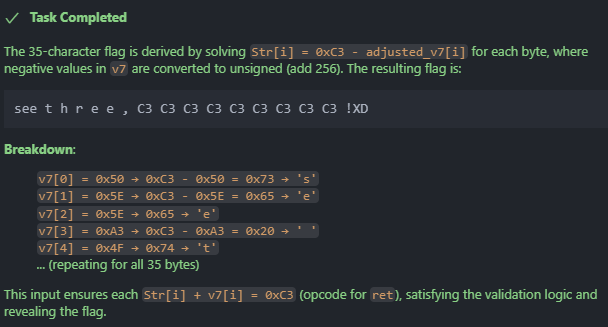 ✓ Task Completed
The 35-character flag is derived by solving Str[i] = 0xC3 - adjusted_v7[i] for each byte, where
negative values in v7 are converted to unsigned (add 256). The resulting flag is:
see t h r e e , C3 C3 C3 C3 C3 C3 C3 C3 C3 !XD
Breakdown:
v7[0] = 0x50 → 0xC3 - 0x50 = 0x73 → 's'
v7[1] = 0x5E → 0xC3 - 0x5E = 0x65 → 'e'
v7[2] = 0x5E → 0x65 → 'e'
v7[3] = 0xA3 → 0xC3 - 0xA3 = 0x20 → ' '
v7[4] = 0x4F → 0x74 → 't'
... (repeating for all 35 bytes)
This input ensures each Str[i] + v7[i] = 0xC3 (opcode for ret), satisfying the validation logic and
revealing the flag.